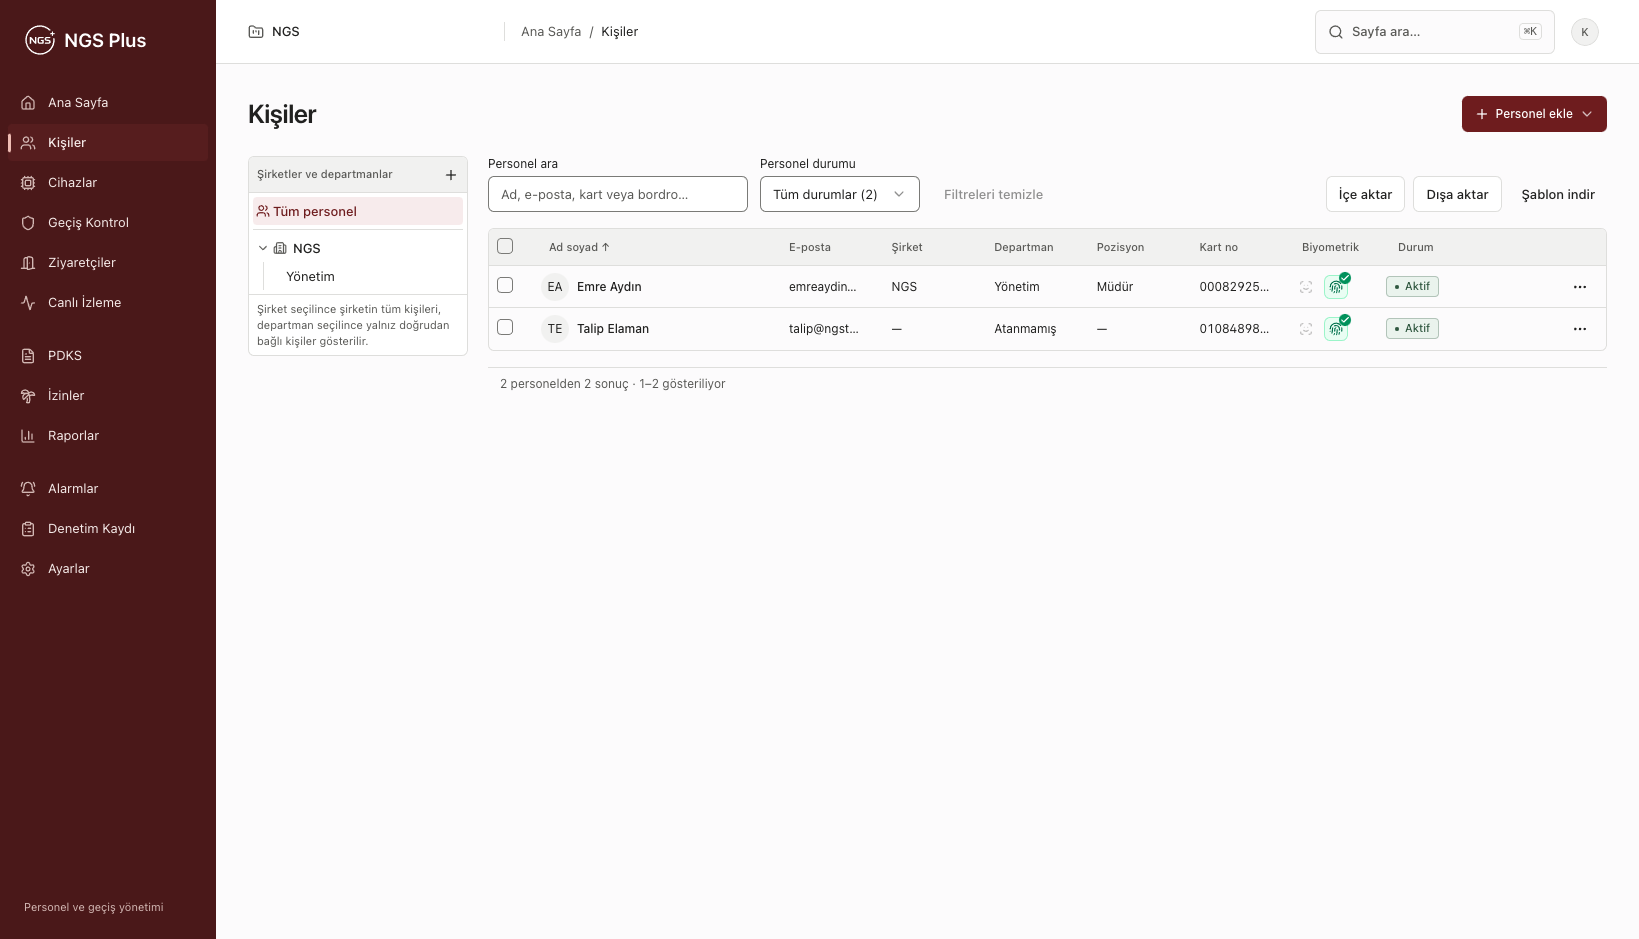 NGS NGS Plus
Ana Sayfa
Kişiler
Cihazlar
Geçiş Kontrol
Ziyaretçiler
Canlı İzleme
PDKS
İzinler
Raporlar
Alarmlar
Denetim Kaydı
Ayarlar
Personel ve geçiş yönetimi
NGS
Ana Sayfa / Kişiler
Sayfa ara... ⌘K
K
Kişiler
+ Personel ekle
Şirketler ve departmanlar +
Tüm personel
NGS
Yönetim
Şirket seçilince şirketin tüm kişileri,
departman seçilince yalnız doğrudan
bağlı kişiler gösterilir.
Personel ara
Ad, e-posta, kart veya bordro...
Personel durumu
Tüm durumlar (2)
Filtreleri temizle
İçe aktar
Dışa aktar
Şablon indir
Ad soyad ↑ E-posta Şirket Departman Pozisyon Kart no Biyometrik Durum
EA Emre Aydın emreaydin... NGS Yönetim Müdür 00082925... Aktif ...
TE Talip Elaman talip@ngst... — Atanmamış — 01084898... Aktif ...
2 personelden 2 sonuç · 1–2 gösteriliyor